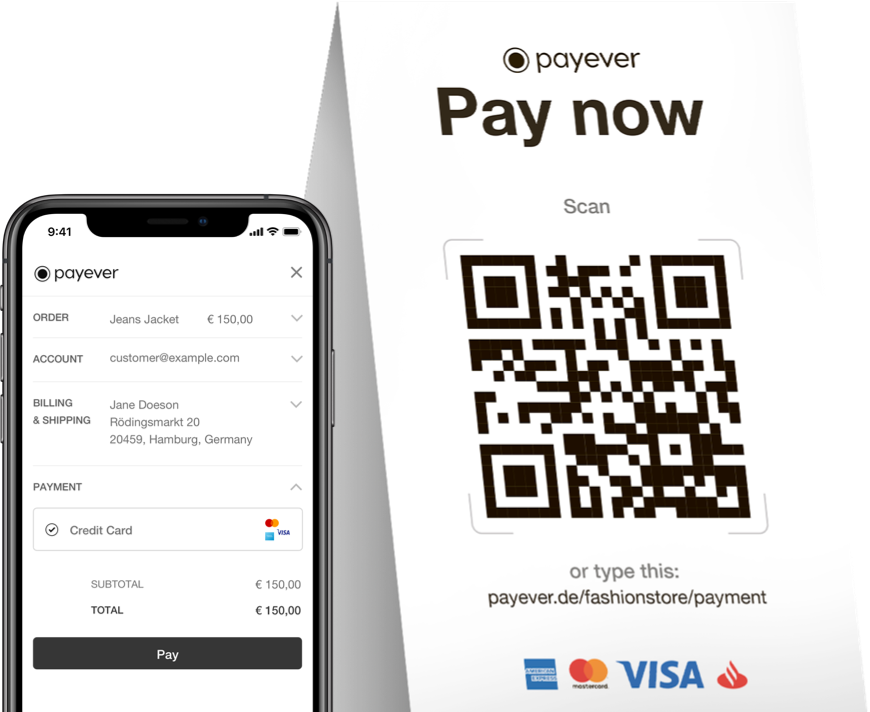 9:41
payever
ORDER Jeans Jacket € 150,00
ACCOUNT customer@example.com
BILLING
& SHIPPING
Jane Doeson
Rödingsmarkt 20
20459, Hamburg, Germany
PAYMENT
Credit Card VISA
SUBTOTAL € 150,00
TOTAL € 150,00
Pay
payever
Pay now
Scan
or type this:
payever.de/fashionstore/payment
AMERICAN
EXPRESS
mastercard
VISA